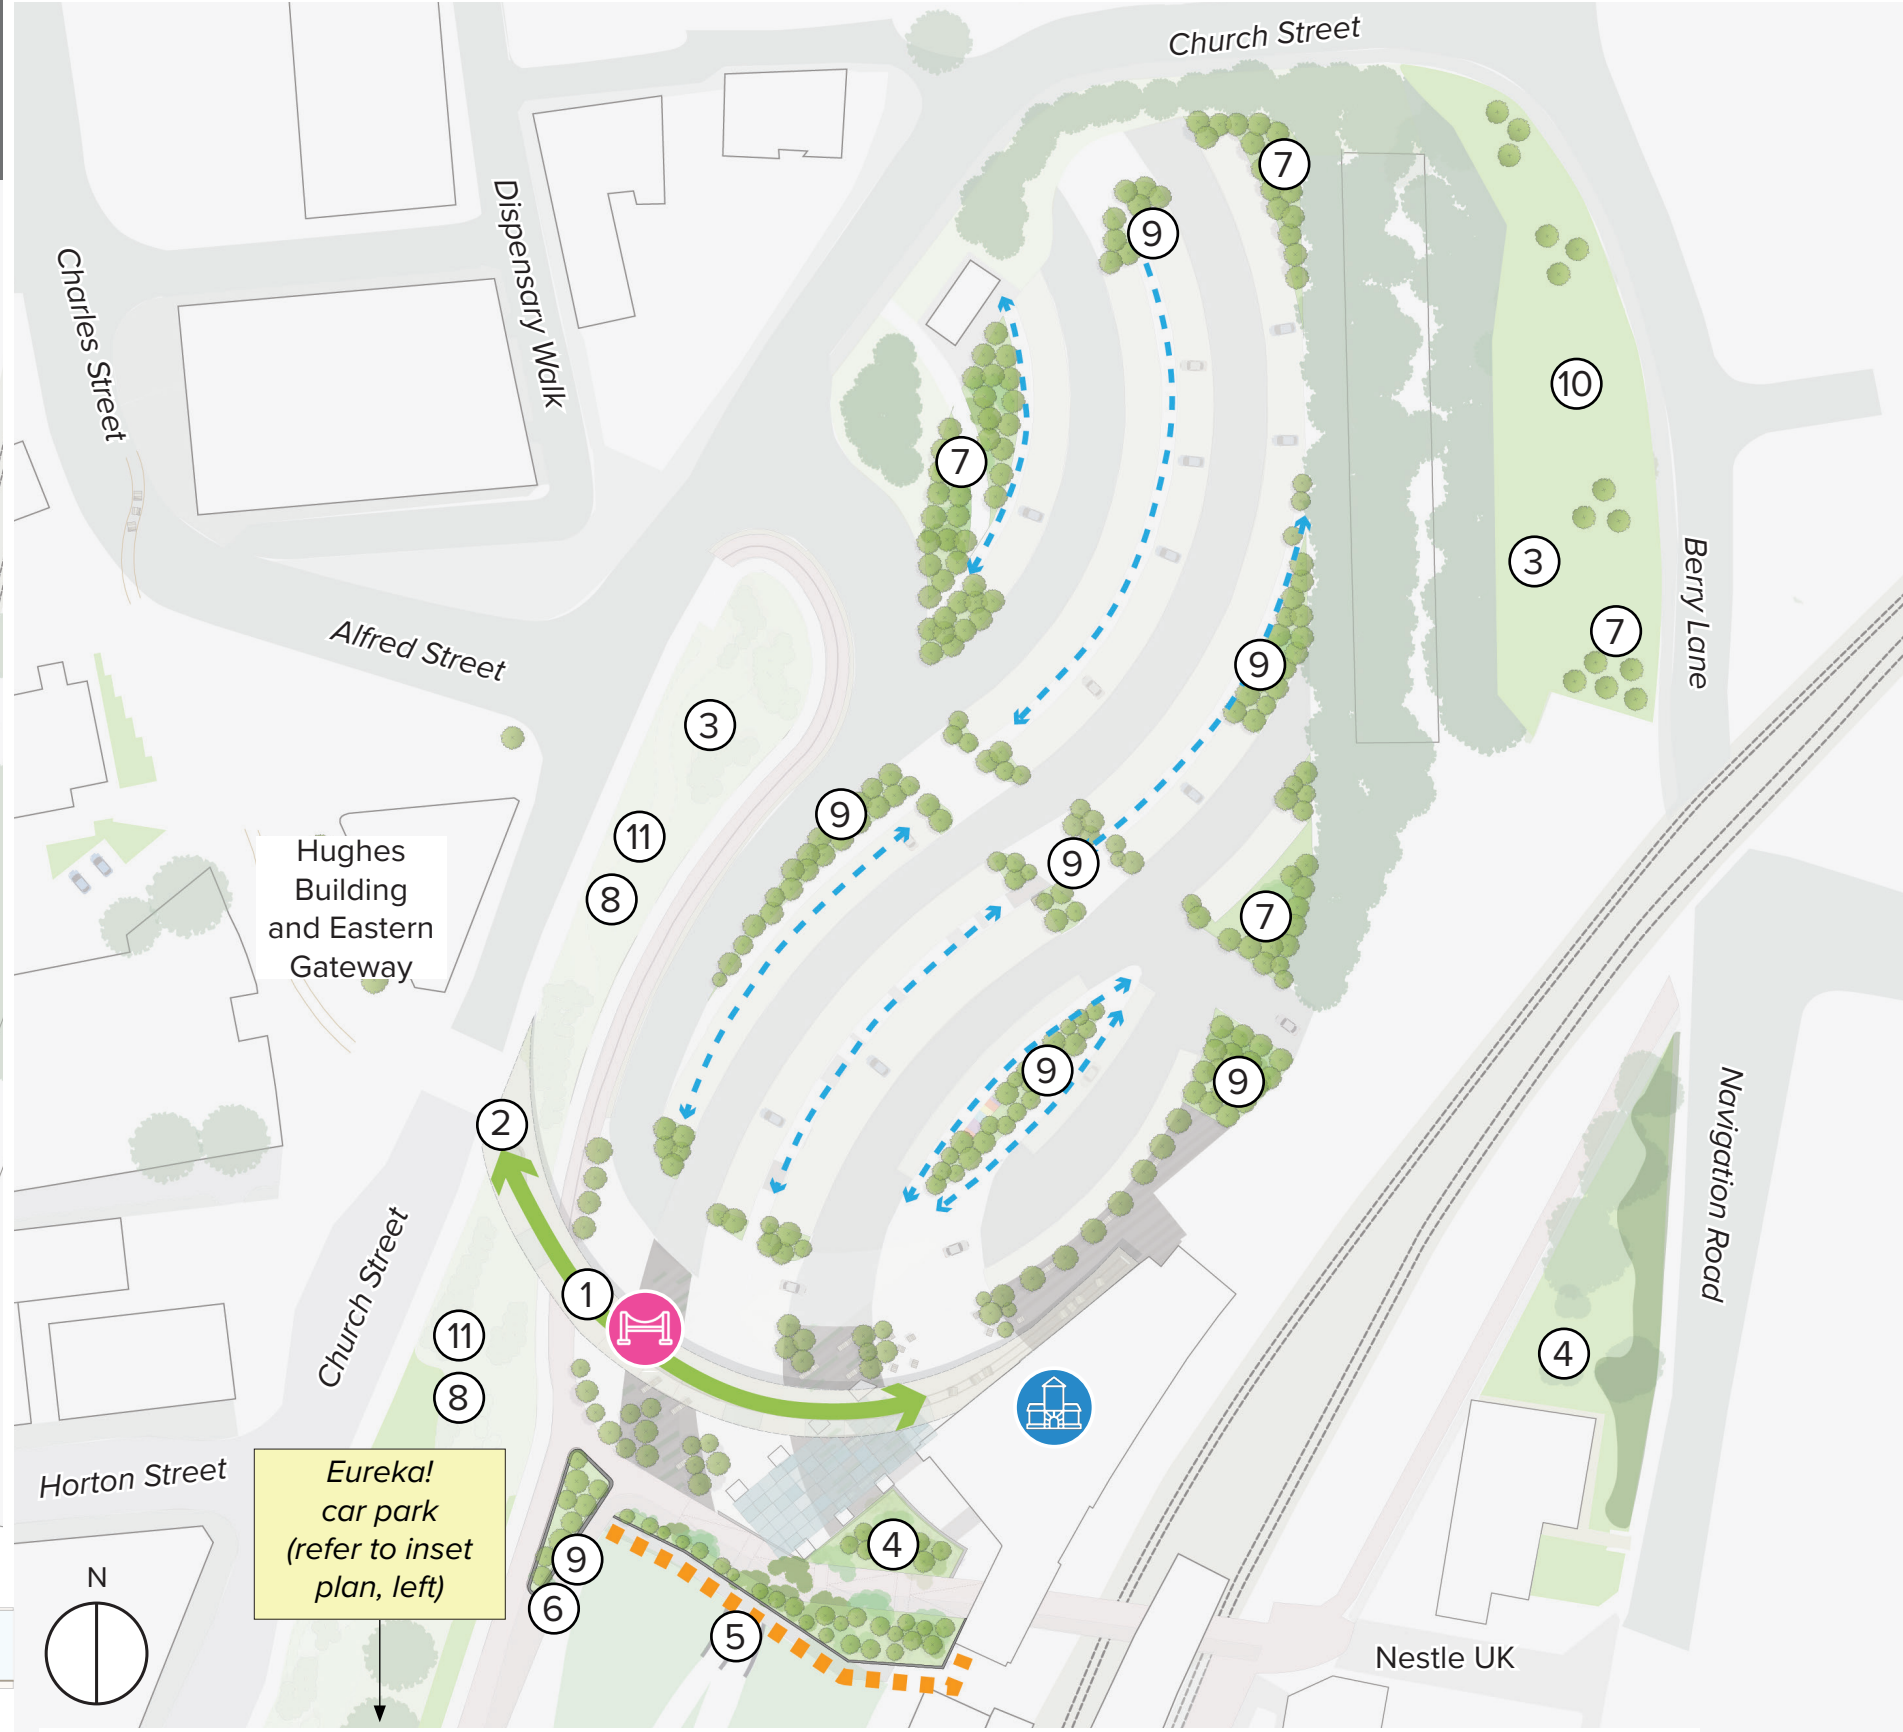 Church Street
7
9
Dispensary Walk
Charles Street
10
7
3
Berry Lane
7
Alfred Street
9
3
9
11
Hughes
Building
and Eastern
Gateway
9
8
7
9
9
2
Navigation Road
Church Street
1
11
4
8
Horton Street
Eureka!
car park
(refer to inset
plan, left)
4
9
N
6
5
Nestle UK